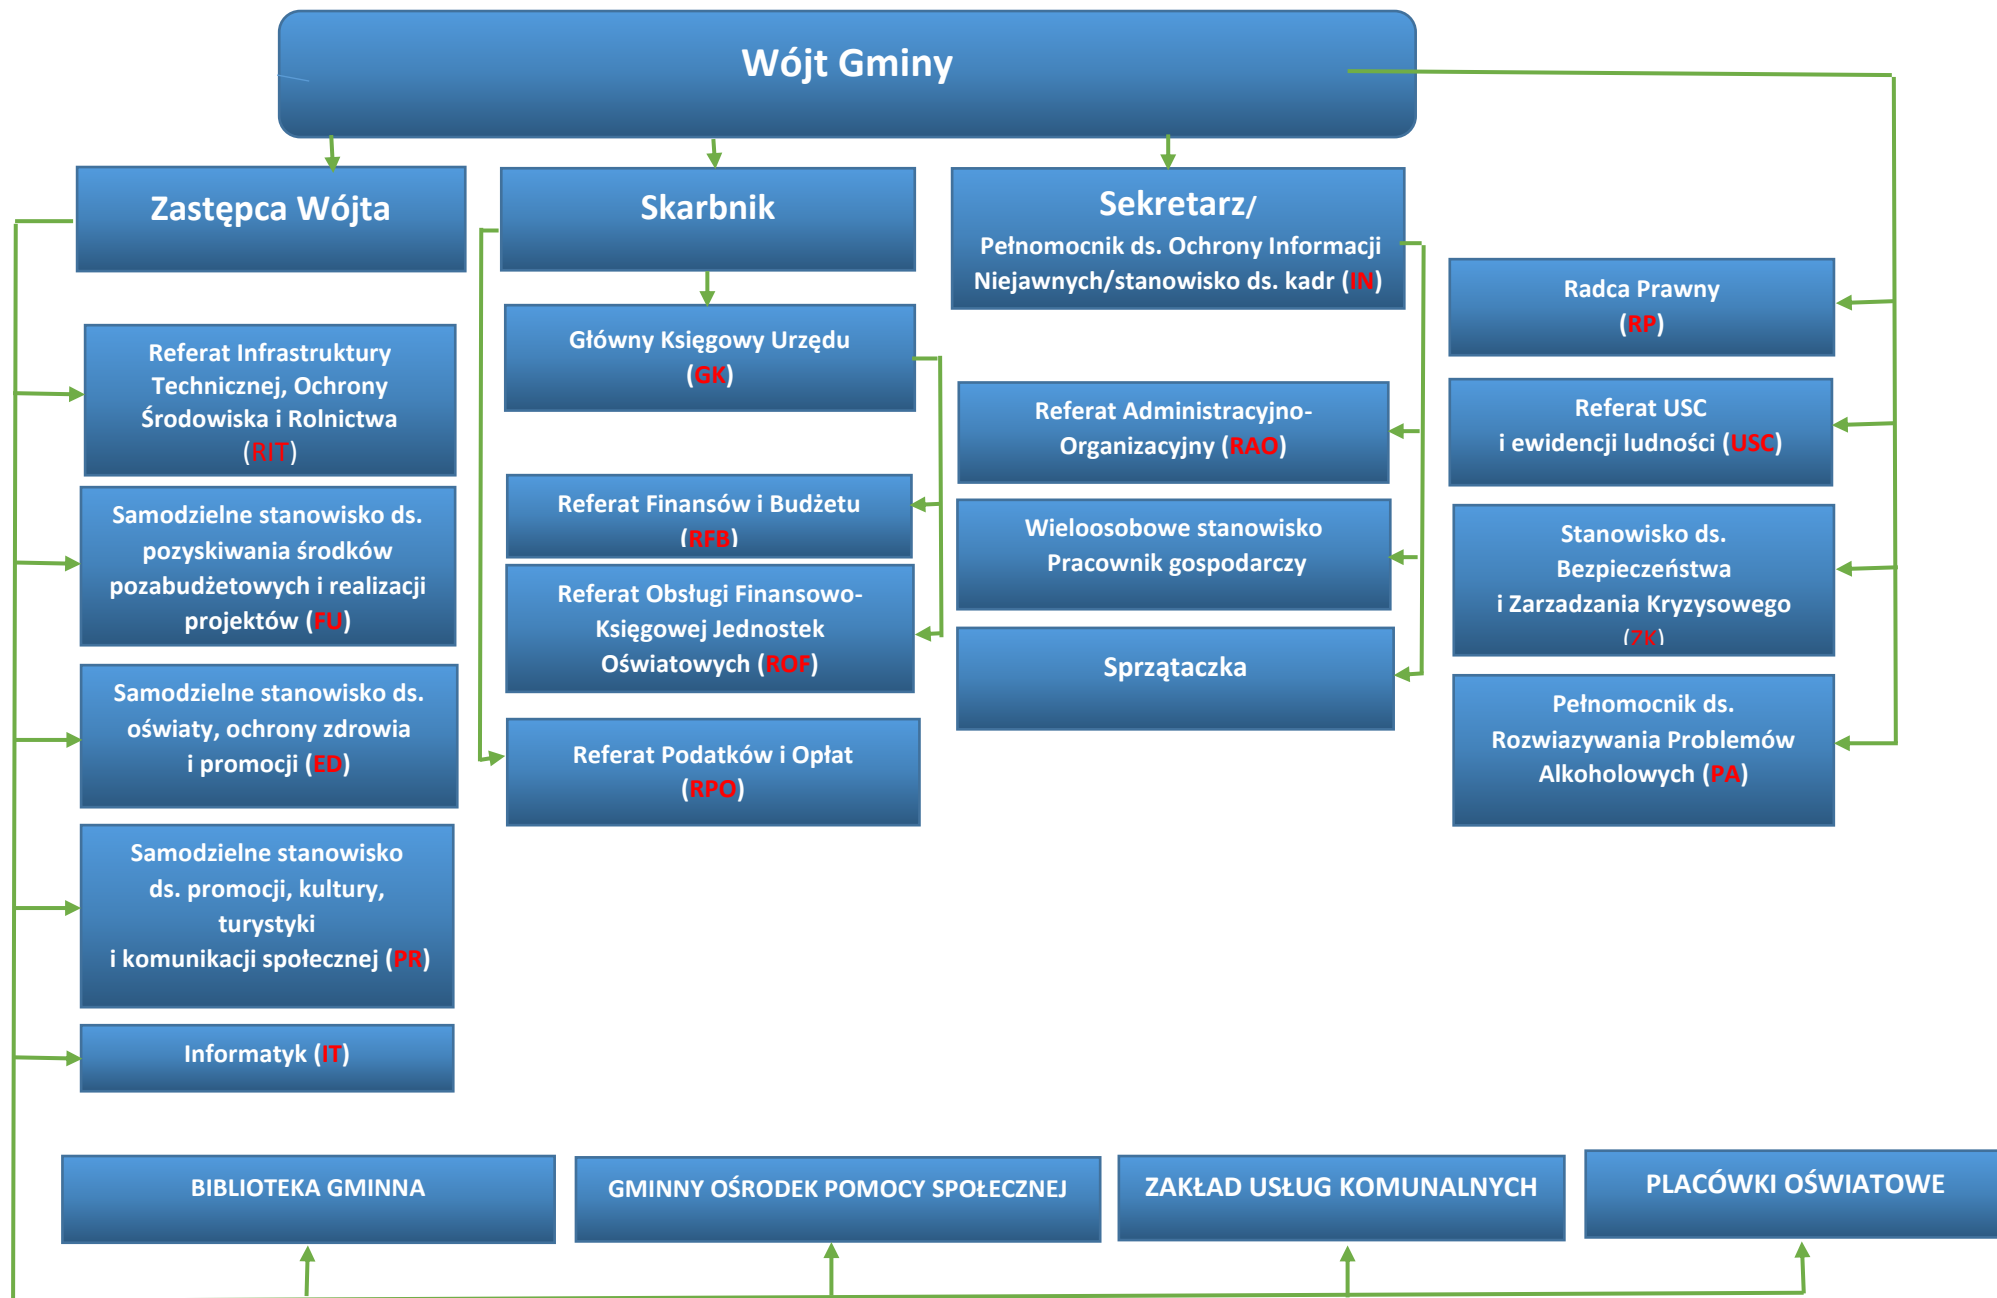 Wójt Gminy
Zastępca Wójta
Skarbnik
Sekretarz/
Pełnomocnik ds. Ochrony Informacji
Niejawnych/stanowisko ds. kadr (IN)
Radca Prawny
(RP)
Referat Infrastruktury
Technicznej, Ochrony
Środowiska i Rolnictwa
(RIT)
Główny Księgowy Urzędu
(GK)
Referat Administracyjno-
Organizacyjny (RAO)
Referat USC
i ewidencji ludności (USC)
Samodzielne stanowisko ds.
pozyskiwania środków
pozabudżetowych i realizacji
projektów (FU)
Referat Finansów i Budżetu
(RFB)
Wieloosobowe stanowisko
Pracownik gospodarczy
Stanowisko ds.
Bezpieczeństwa
i Zarzadzania Kryzysowego
(ZK)
Referat Obsługi Finansowo-
Księgowej Jednostek
Oświatowych (ROF)
Sprzątaczka
Samodzielne stanowisko ds.
oświaty, ochrony zdrowia
i promocji (ED)
Referat Podatków i Opłat
(RPO)
Pełnomocnik ds.
Rozwiazywania Problemów
Alkoholowych (PA)
Samodzielne stanowisko
ds. promocji, kultury,
turystyki
i komunikacji społecznej (PR)
Informatyk (IT)
BIBLIOTEKA GMINNA
GMINNY OŚRODEK POMOCY SPOŁECZNEJ
ZAKŁAD USŁUG KOMUNALNYCH
PLACÓWKI OŚWIATOWE